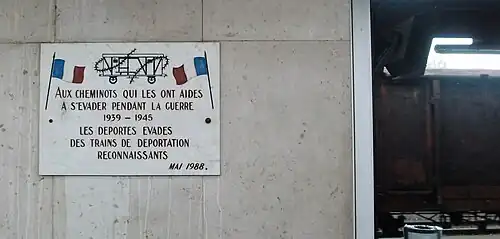 AUX CHEMINOTS QUI LES ONT AIDES
A S'EVADER PENDANT LA GUERRE
1939 - 1945
LES DEPORTES EVADES
DES TRAINS DE DEPORTATION
RECONNAISSANTS
MAI 1988.